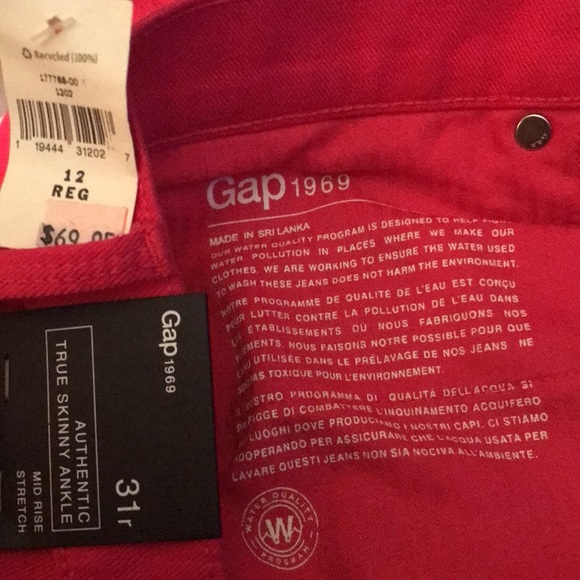 Recycled (100%)
177788-00 1
1202
1 19444 31202 7
12
REG
$69.95
Gap 1969
MADE IN SRI LANKA
OUR WATER QUALITY PROGRAM IS DESIGNED TO HELP FIGHT
WATER POLLUTION IN PLACES WHERE WE MAKE OUR
CLOTHES. WE ARE WORKING TO ENSURE THE WATER USED
TO WASH THESE JEANS DOES NOT HARM THE ENVIRONMENT.
NOTRE PROGRAMME DE QUALITÉ DE L'EAU EST CONÇU
POUR LUTTER CONTRE LA POLLUTION DE L'EAU DANS
ÉTABLISSEMENTS OÙ NOUS FABRIQUONS NOS
VÊTEMENTS. NOUS FAISONS NOTRE POSSIBLE POUR QUE
L'EAU UTILISÉE DANS LE PRÉLAVAGE DE NOS JEANS NE
SOIT PAS TOXIQUE POUR L'ENVIRONNEMENT.
IL NOSTRO PROGRAMMA DI QUALITÀ DELL'ACQUA SI
PREFIGGE DI COMBATTERE L'INQUINAMENTO ACQUIFERO
LUOGHI DOVE PRODUCIAMO I NOSTRI CAPI. CI STIAMO
ADOPERANDO PER ASSICURARE CHE L'ACQUA USATA PER
LAVARE QUESTI JEANS NON SIA NOCIVA ALL'AMBIENTE.
WATER QUALITY
W
PROGRAM
Gap 1969
31r
AUTHENTIC
TRUE SKINNY ANKLE
MID RISE
STRETCH